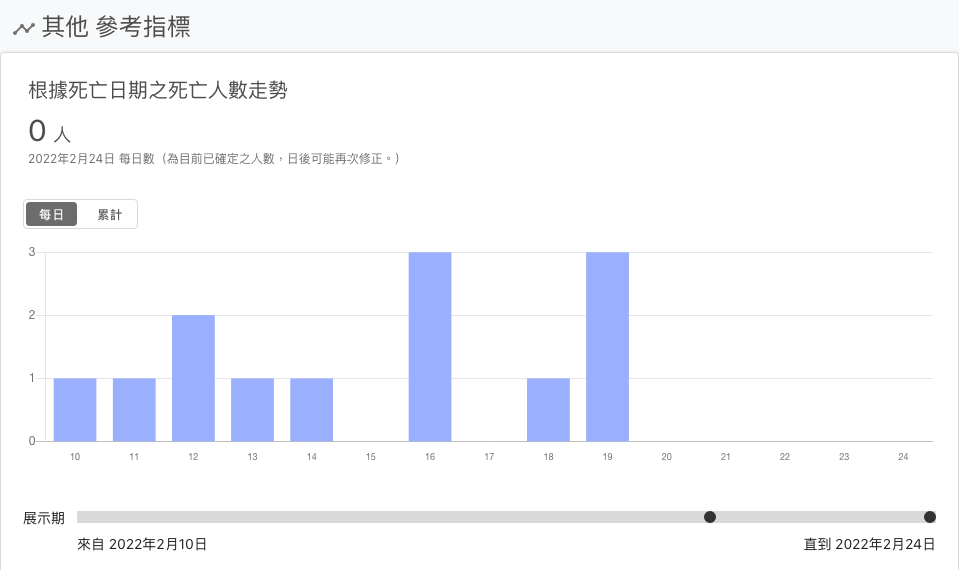 其他 參考指標
根據死亡日期之死亡人數走勢
0 人
2022年2月24日 每日數（為目前已確定之人數，日後可能再次修正。）
每日 累計
3
2
1
0
10 11 12 13 14 15 16 17 18 19 20 21 22 23 24
展示期
來自 2022年2月10日 直到 2022年2月24日